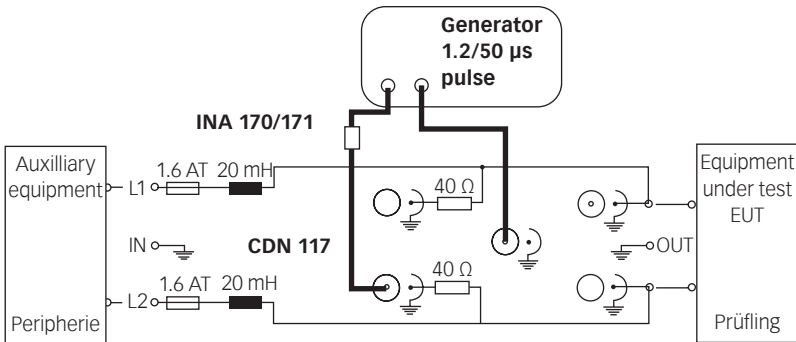 Generator
1.2/50 µs
pulse
INA 170/171
Auxilliary
equipment
L1
1.6 AT
20 mH
40 Ω
Equipment
under test
EUT
IN
CDN 117
OUT
1.6 AT
20 mH
40 Ω
L2
Peripherie
Prüfling